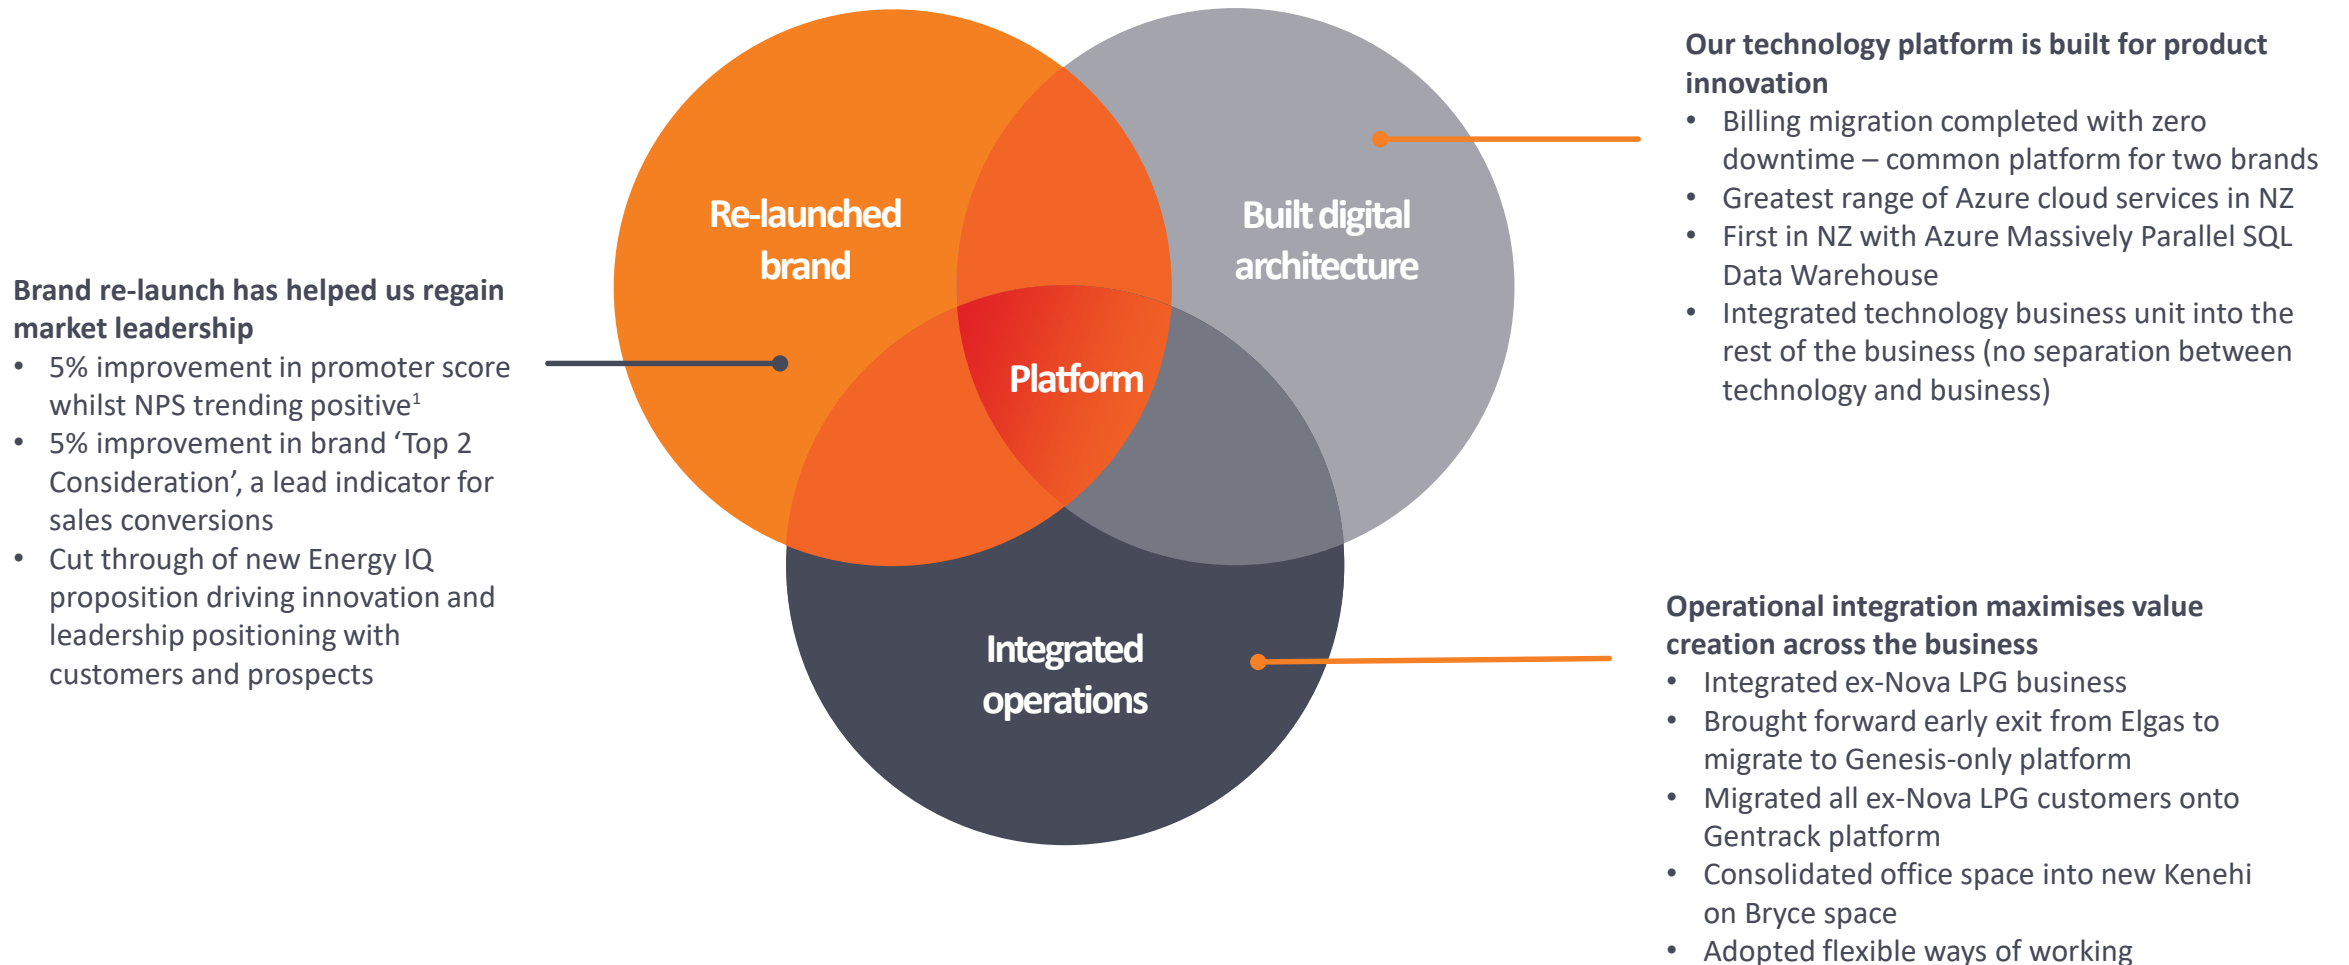 Brand re-launch has helped us regain
market leadership
• 5% improvement in promoter score
whilst NPS trending positive1
• 5% improvement in brand ‘Top 2
Consideration’, a lead indicator for
sales conversions
• Cut through of new Energy IQ
proposition driving innovation and
leadership positioning with
customers and prospects
Re-launched
brand
Built digital
architecture
Platform
Integrated
operations
Our technology platform is built for product
innovation
• Billing migration completed with zero
downtime – common platform for two brands
• Greatest range of Azure cloud services in NZ
• First in NZ with Azure Massively Parallel SQL
Data Warehouse
• Integrated technology business unit into the
rest of the business (no separation between
technology and business)
Operational integration maximises value
creation across the business
• Integrated ex-Nova LPG business
• Brought forward early exit from Elgas to
migrate to Genesis-only platform
• Migrated all ex-Nova LPG customers onto
Gentrack platform
• Consolidated office space into new Kenehi
on Bryce space
• Adopted flexible ways of working